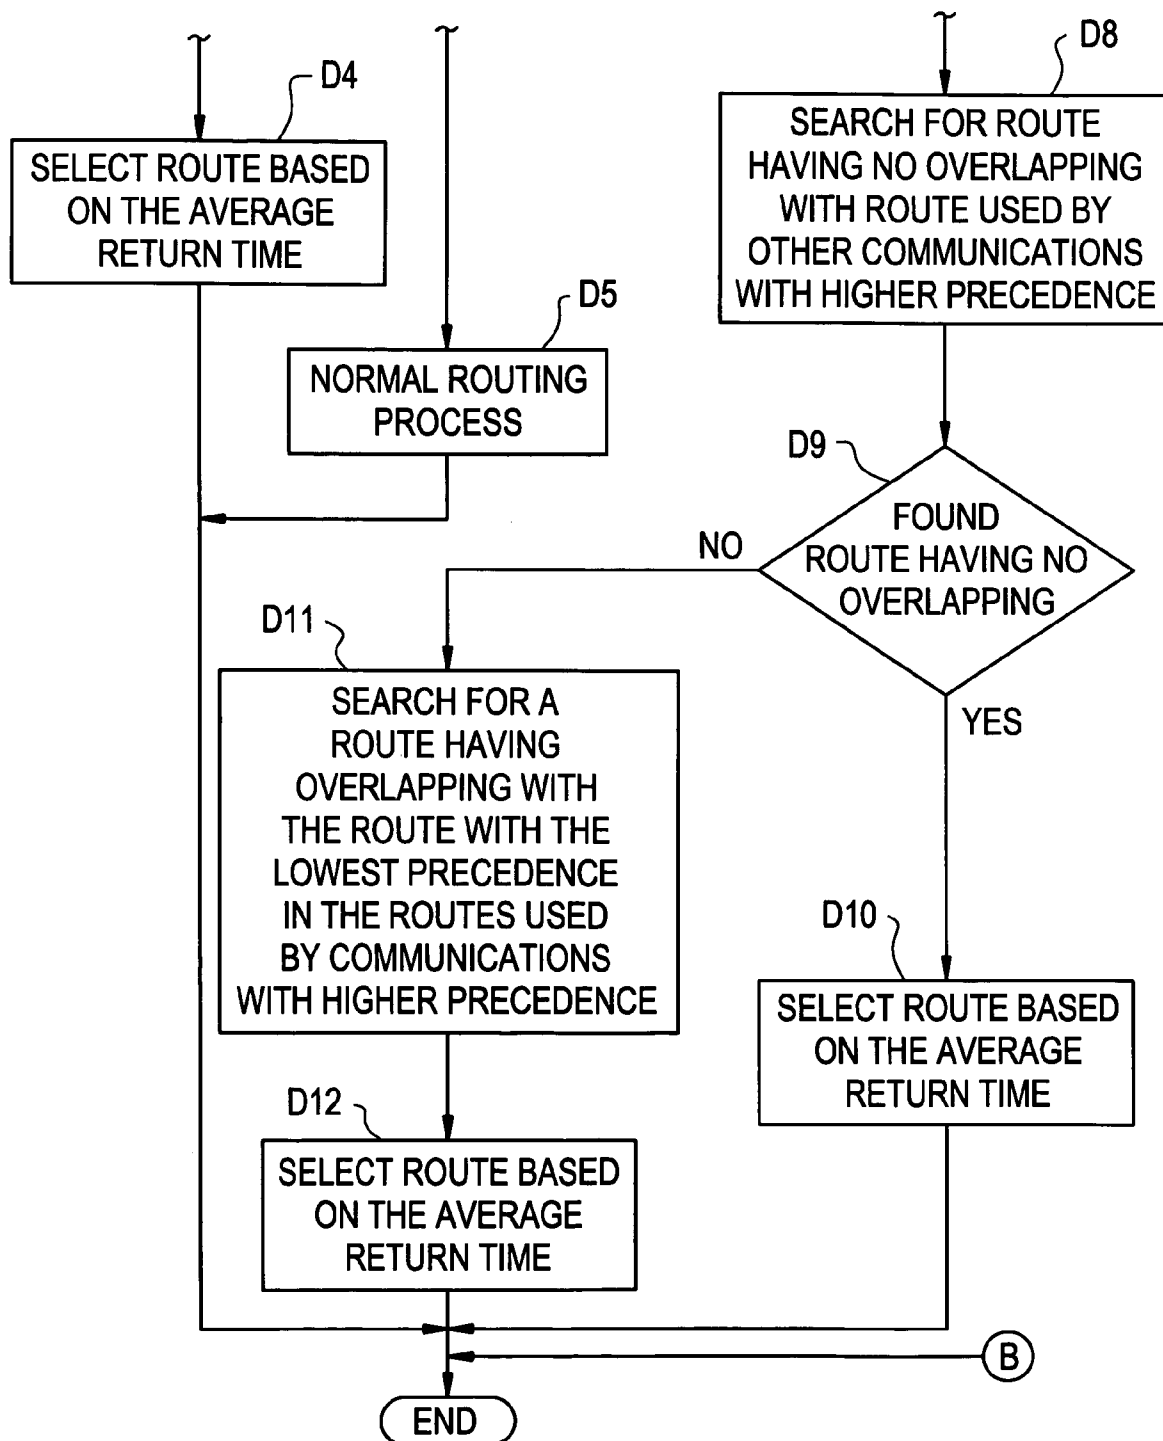 D4
SELECT ROUTE BASED
ON THE AVERAGE
RETURN TIME
D5
NORMAL ROUTING
PROCESS
D8
SEARCH FOR ROUTE
HAVING NO OVERLAPPING
WITH ROUTE USED BY
OTHER COMMUNICATIONS
WITH HIGHER PRECEDENCE
D9
FOUND
ROUTE HAVING NO
OVERLAPPING
NO
YES
D11
SEARCH FOR A
ROUTE HAVING
OVERLAPPING WITH
THE ROUTE WITH THE
LOWEST PRECEDENCE
IN THE ROUTES USED
BY COMMUNICATIONS
WITH HIGHER PRECEDENCE
D10
SELECT ROUTE BASED
ON THE AVERAGE
RETURN TIME
D12
SELECT ROUTE BASED
ON THE AVERAGE
RETURN TIME
B
END